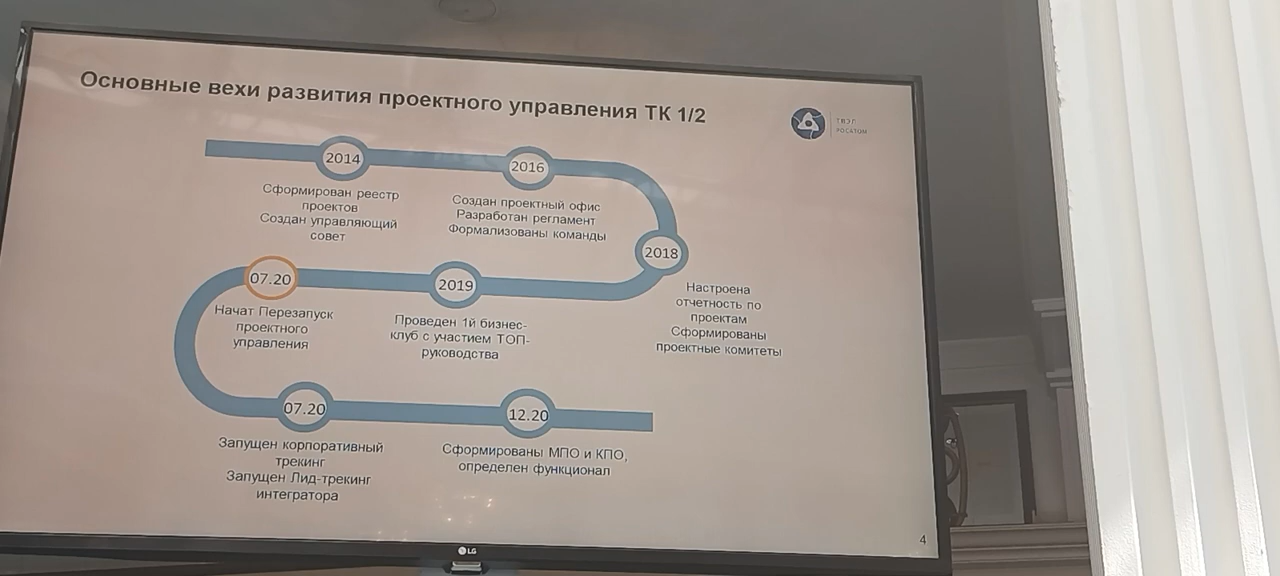 Основные вехи развития проектного управления ТК 1/2
ТВЭЛ
РОСАТОМ
2014
Сформирован реестр
проектов
Создан управляющий
совет
2016
Создан проектный офис
Разработан регламент
Формализованы команды
2018
Настроена
отчетность по
проектам
Сформированы
проектные комитеты
2019
Проведен 1й бизнес-
клуб с участием ТОП-
руководства
07.20
Начат Перезапуск
проектного
управления
07.20
Запущен корпоративный
трекинг
Запущен Лид-трекинг
интегратора
12.20
Сформированы МПО и КПО,
определен функционал
4
LG